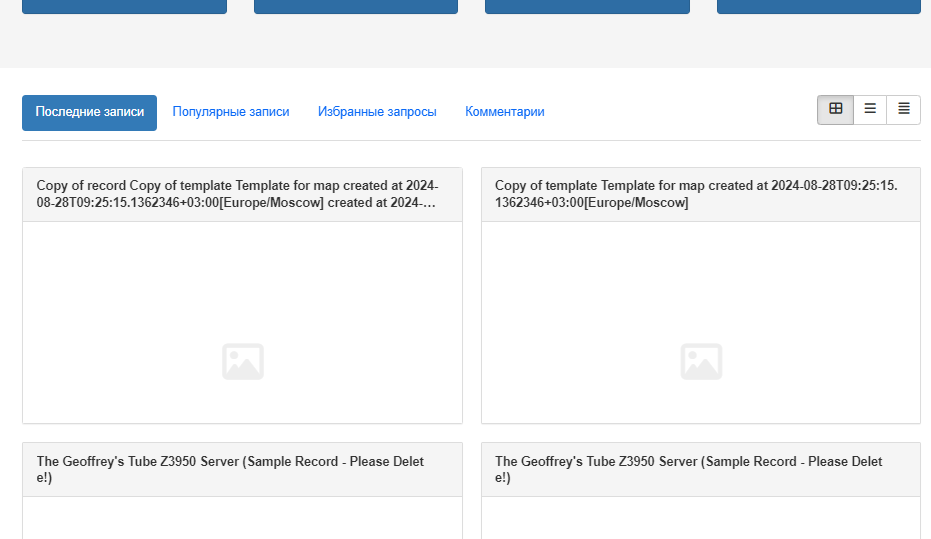 Последние записи
Популярные записи
Избранные запросы
Комментарии
Copy of record Copy of template Template for map created at 2024-
08-28T09:25:15.1362346+03:00[Europe/Moscow] created at 2024-...
Copy of template Template for map created at 2024-08-28T09:25:15.
1362346+03:00[Europe/Moscow]
The Geoffrey's Tube Z3950 Server (Sample Record - Please Delet
e!)
The Geoffrey's Tube Z3950 Server (Sample Record - Please Delet
e!)